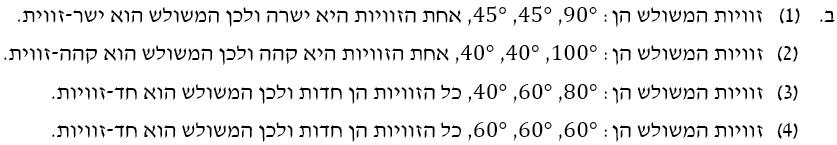 ב. (1) זוויות המשולש הן: 90°, 45°, 45°, אחת הזוויות היא ישרה ולכן המשולש הוא ישר-זווית.
(2) זוויות המשולש הן: 100°, 40°, 40°, אחת הזוויות היא קהה ולכן המשולש הוא קהה-זווית.
(3) זוויות המשולש הן: 80°, 60°, 40°, כל הזוויות הן חדות ולכן המשולש הוא חד-זוויות.
(4) זוויות המשולש הן: 60°, 60°, 60°, כל הזוויות הן חדות ולכן המשולש הוא חד-זוויות.